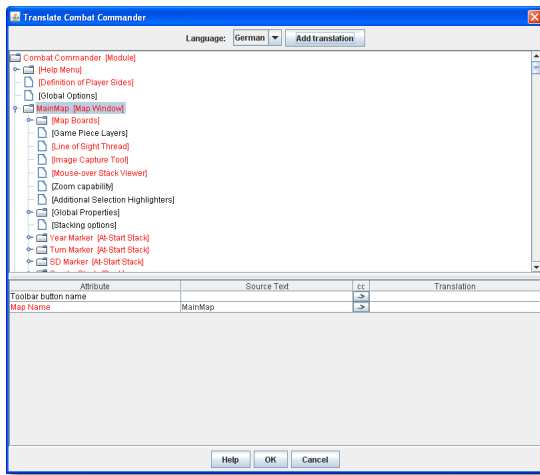 Translate Combat Commander
Language: German Add translation
Combat Commander [Module]
[Help Menu]
[Definition of Player Sides]
[Global Options]
MainMap [Map Window]
[Map Boards]
[Game Piece Layers]
[Line of Sight Thread]
[Image Capture Tool]
[Mouse-over Stack Viewer]
[Zoom capability]
[Additional Selection Highlighters]
[Global Properties]
[Stacking options]
Year Marker [At-Start Stack]
Turn Marker [At-Start Stack]
SD Marker [At-Start Stack]
Attribute Source Text cc Translation
Toolbar button name ->
Map Name MainMap ->
Help OK Cancel